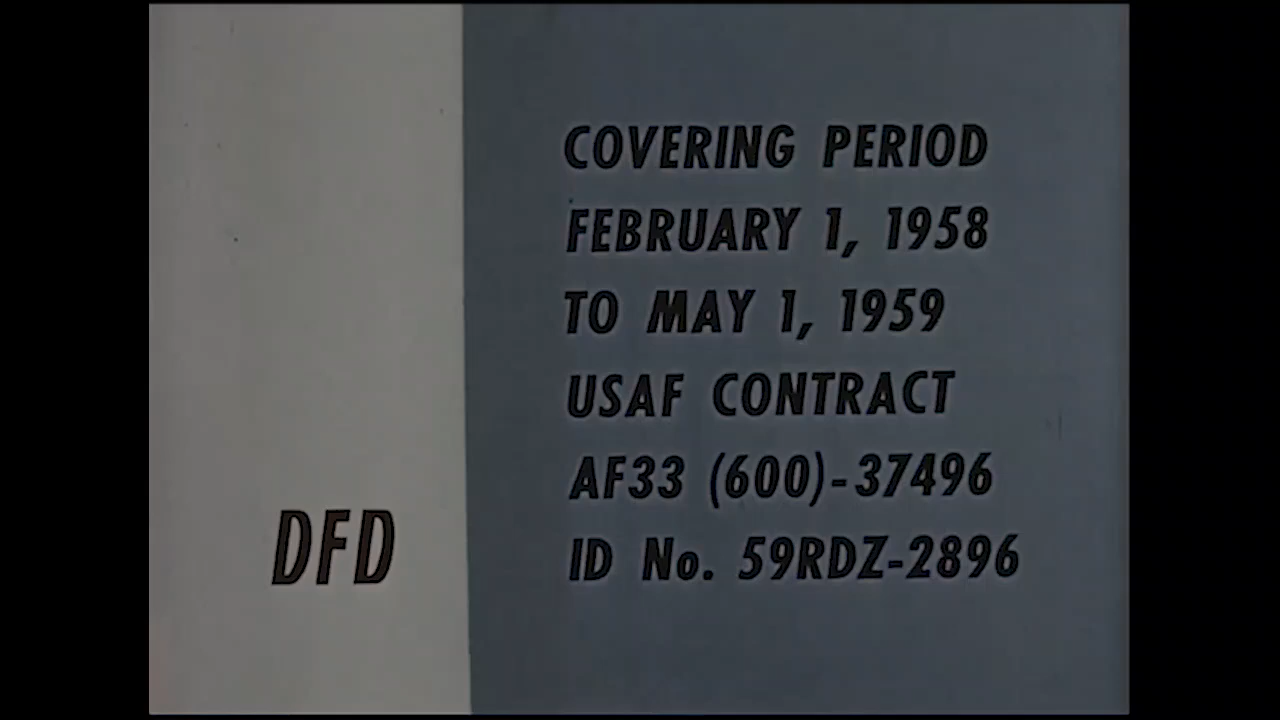 COVERING PERIOD
FEBRUARY 1, 1958
TO MAY 1, 1959
USAF CONTRACT
AF33 (600)-37496
ID No. 59RDZ-2896
DFD